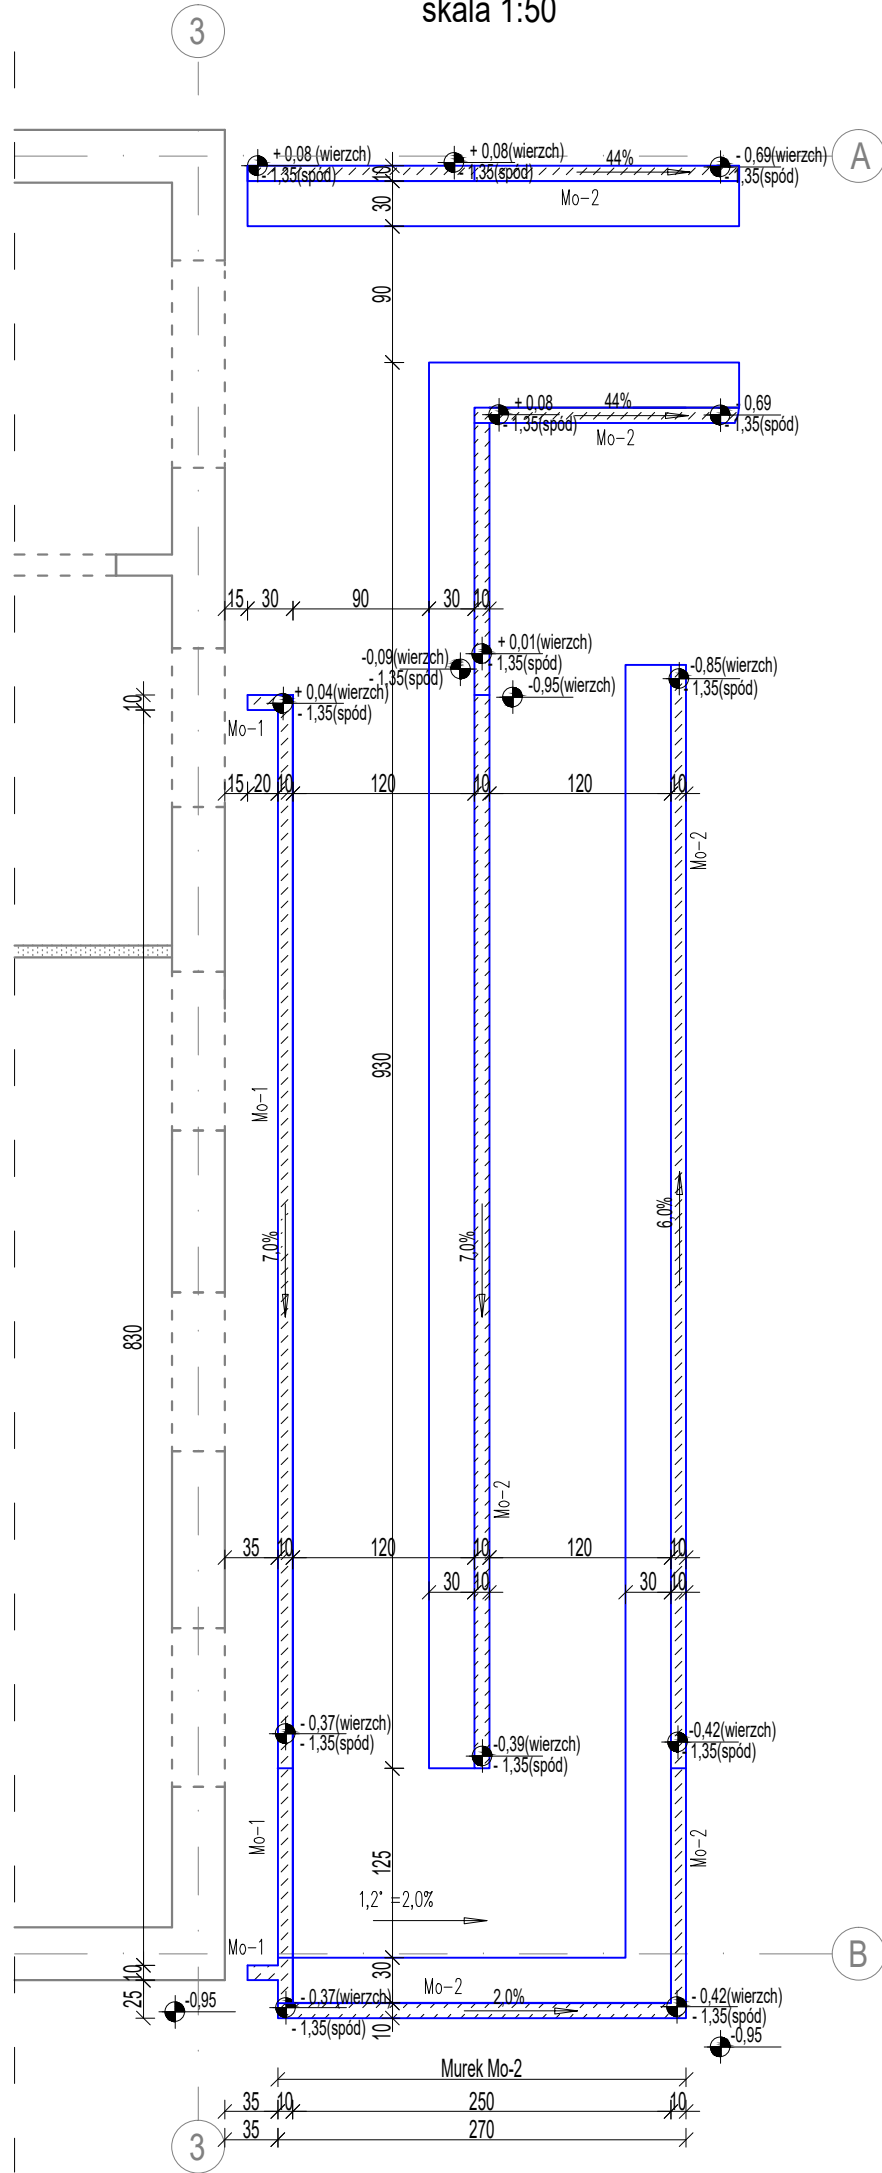 skala 1:50
3
+ 0,08 (wierzch)
- 1,35(spód)
+ 0,08(wierzch)
- 1,35(spód)
44%
- 0,69(wierzch)
- 1,35(spód)
A
10
30
Mo-2
90
+ 0,08
- 1,35(spód)
44%
- 0,69
- 1,35(spód)
Mo-2
15 30 90 30 10
+ 0,01(wierzch)
- 1,35(spód)
-0,09(wierzch)
- 1,35(spód)
-0,95(wierzch)
-0,85(wierzch)
- 1,35(spód)
+ 0,04(wierzch)
- 1,35(spód)
10
Mo-1
15 20 10 120 10 120 10
Mo-2
930
Mo-1
7,0%
7,0%
6,0%
830
Mo-2
35 10 120 10 120 10
30 10 30 10
- 0,37(wierzch)
- 1,35(spód)
-0,39(wierzch)
- 1,35(spód)
-0,42(wierzch)
- 1,35(spód)
Mo-1
Mo-2
125
1,2° =2,0%
Mo-1
B
10
30
Mo-2
25
-0,95
- 0,37(wierzch)
- 1,35(spód)
2,0%
- 0,42(wierzch)
- 1,35(spód)
10
-0,95
Murek Mo-2
35 10 250 10
35 270
3